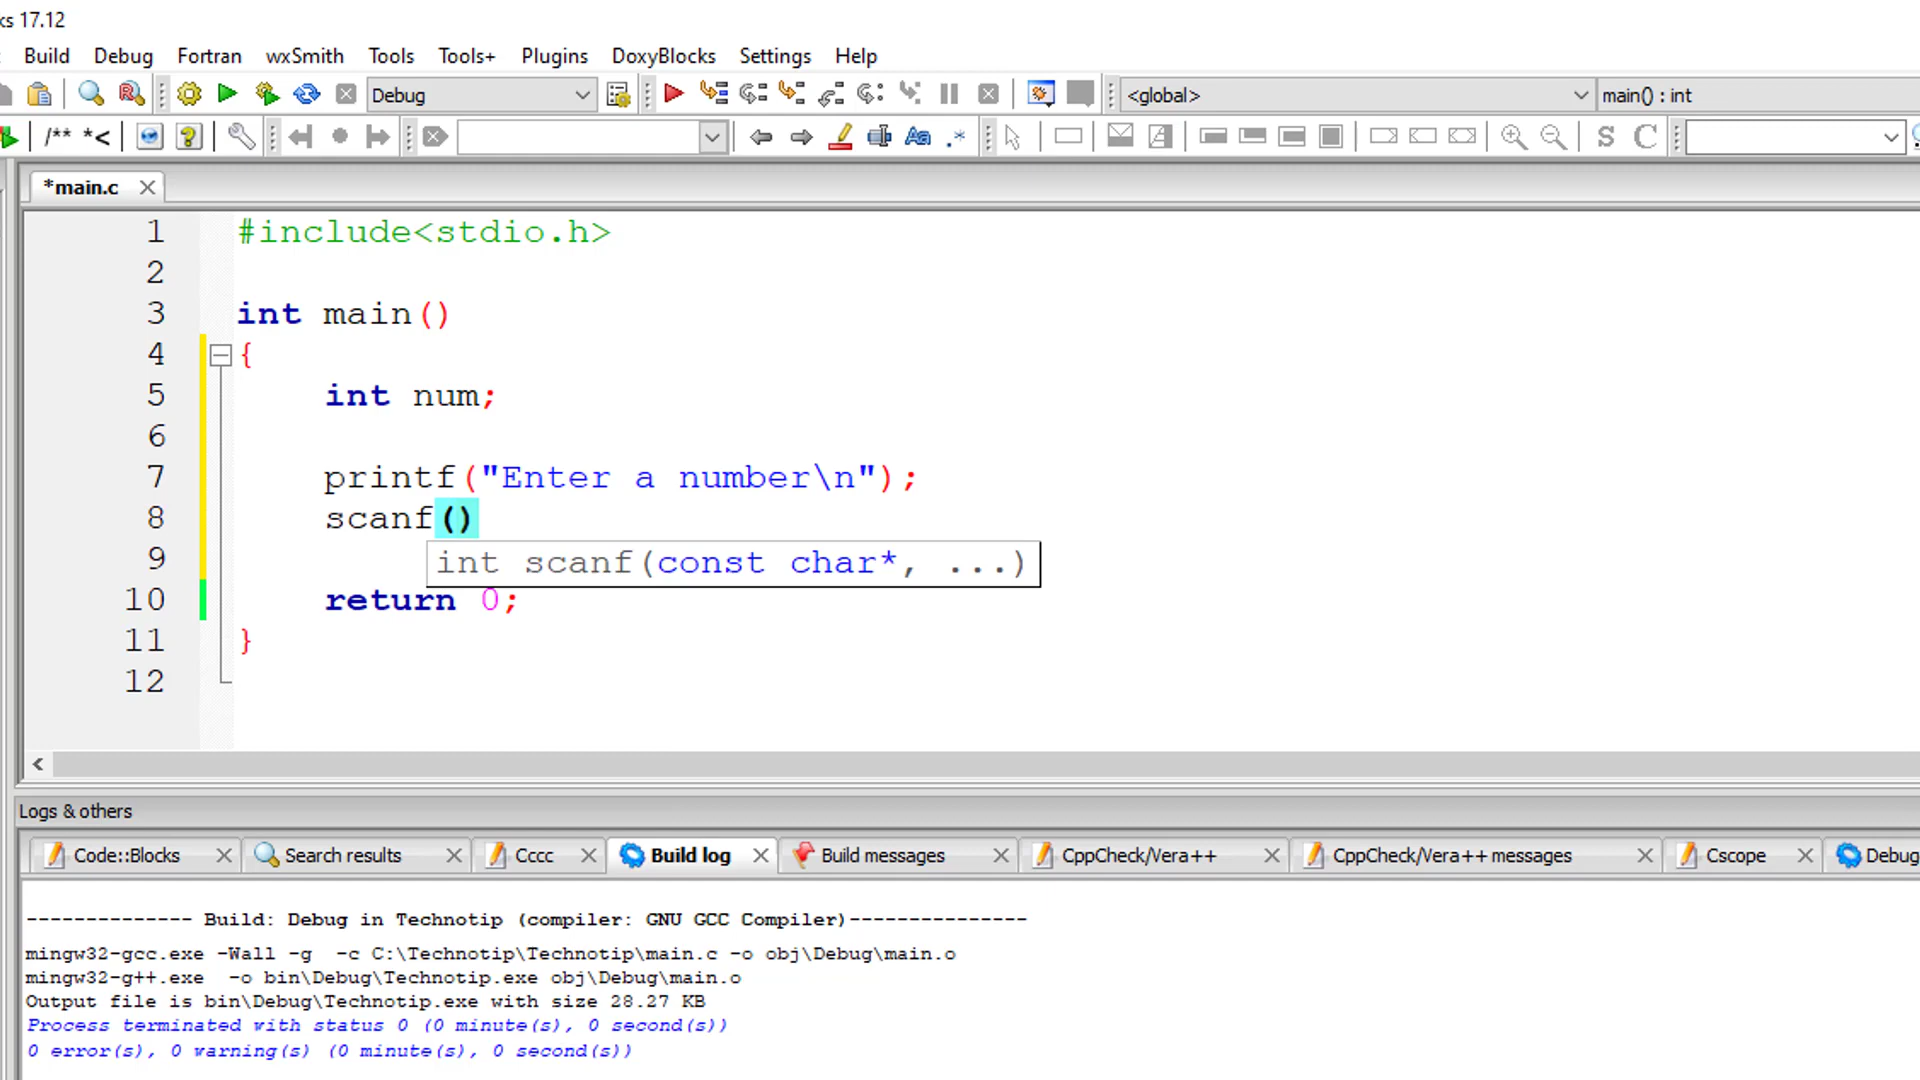 ks 17.12
Build Debug Fortran wxSmith Tools Tools+ Plugins DoxyBlocks Settings Help
Debug <global> main() : int
/** *<
*main.c
1 #include<stdio.h>
2
3 int main()
4 {
5 int num;
6
7 printf("Enter a number\n");
8 scanf()
9 int scanf(const char*, ...)
10 return 0;
11 }
12
Logs & others
Code::Blocks Search results Cccc Build log Build messages CppCheck/Vera++ CppCheck/Vera++ messages Cscope Debug
-------------- Build: Debug in Technotip (compiler: GNU GCC Compiler)---------------
mingw32-gcc.exe -Wall -g -c C:\Technotip\Technotip\main.c -o obj\Debug\main.o
mingw32-g++.exe -o bin\Debug\Technotip.exe obj\Debug\main.o
Output file is bin\Debug\Technotip.exe with size 28.27 KB
Process terminated with status 0 (0 minute(s), 0 second(s))
0 error(s), 0 warning(s) (0 minute(s), 0 second(s))